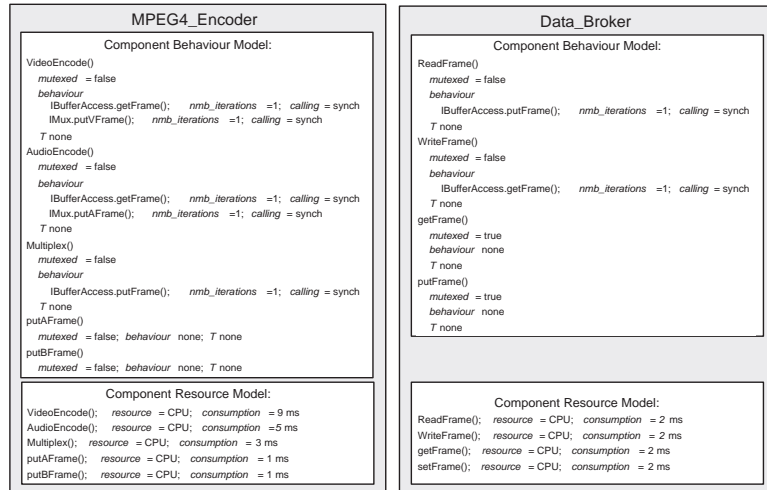 MPEG4_Encoder
Component Behaviour Model:
VideoEncode()
mutexed = false
behaviour
IBufferAccess.getFrame(); nmb_iterations =1; calling = synch
IMux.putVFrame(); nmb_iterations =1; calling = synch
T none
AudioEncode()
mutexed = false
behaviour
IBufferAccess.getFrame(); nmb_iterations =1; calling = synch
IMux.putAFrame(); nmb_iterations =1; calling = synch
T none
Multiplex()
mutexed = false
behaviour
IBufferAccess.putFrame(); nmb_iterations =1; calling = synch
T none
putAFrame()
mutexed = false; behaviour none; T none
putBFrame()
mutexed = false; behaviour none; T none
Component Resource Model:
VideoEncode(); resource = CPU; consumption = 9 ms
AudioEncode(); resource = CPU; consumption =5 ms
Multiplex(); resource = CPU; consumption = 3 ms
putAFrame(); resource = CPU; consumption = 1 ms
putBFrame(); resource = CPU; consumption = 1 ms
Data_Broker
Component Behaviour Model:
ReadFrame()
mutexed = false
behaviour
IBufferAccess.putFrame(); nmb_iterations =1; calling = synch
T none
WriteFrame()
mutexed = false
behaviour
IBufferAccess.getFrame(); nmb_iterations =1; calling = synch
T none
getFrame()
mutexed = true
behaviour none
T none
putFrame()
mutexed = true
behaviour none
T none
Component Resource Model:
ReadFrame(); resource = CPU; consumption = 2 ms
WriteFrame(); resource = CPU; consumption = 2 ms
getFrame(); resource = CPU; consumption = 2 ms
setFrame(); resource = CPU; consumption = 2 ms